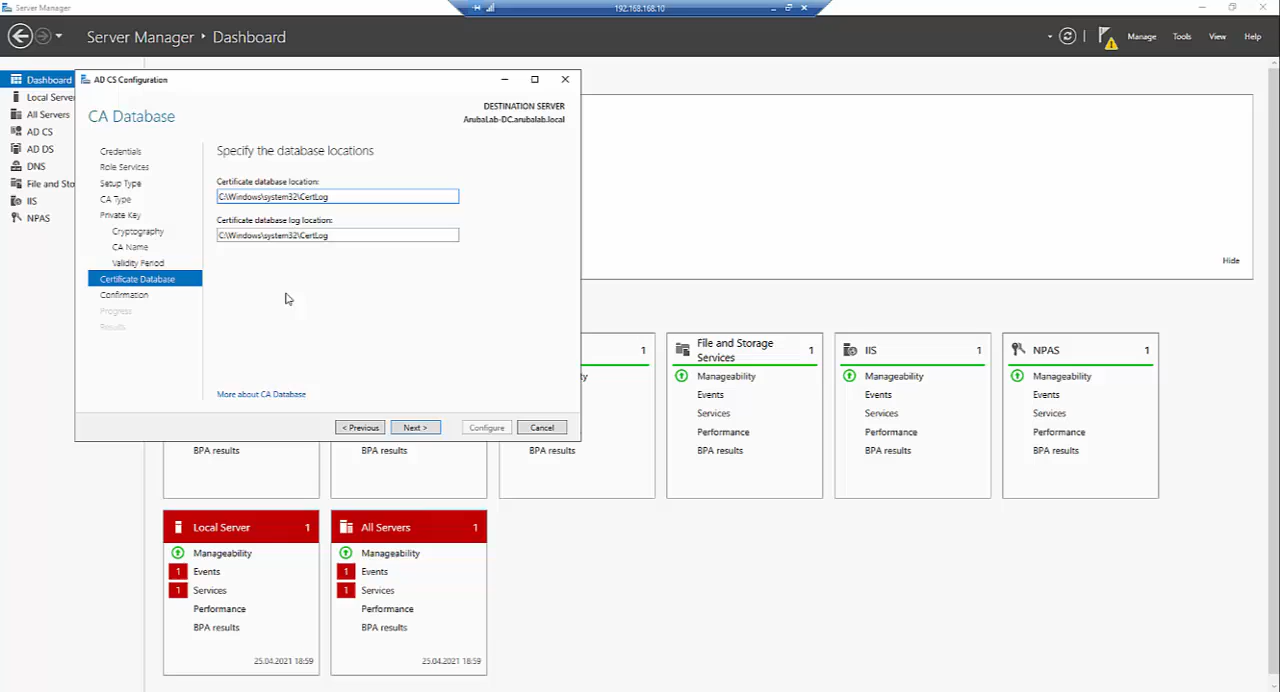 Server Manager
192.168.168.10
Server Manager ‣ Dashboard
Manage Tools View Help
Dashboard
Local Serve
All Servers
AD CS
AD DS
DNS
File and Sto
IIS
NPAS
AD CS Configuration
CA Database
DESTINATION SERVER
ArubaLab-DC.arubalab.local
Credentials
Role Services
Setup Type
CA Type
Private Key
Cryptography
CA Name
Validity Period
Certificate Database
Confirmation
Progress
Results
Specify the database locations
Certificate database location:
C:\Windows\system32\CertLog
Certificate database log location:
C:\Windows\system32\CertLog
More about CA Database
< Previous Next > Configure Cancel
Hide
BPA results
BPA results
1
ty
BPA results
File and Storage Services 1
Manageability
Events
Services
Performance
BPA results
IIS 1
Manageability
Events
Services
Performance
BPA results
NPAS 1
Manageability
Events
Services
Performance
BPA results
Local Server 1
Manageability
1 Events
1 Services
Performance
BPA results
25.04.2021 18:59
All Servers 1
Manageability
1 Events
1 Services
Performance
BPA results
25.04.2021 18:59